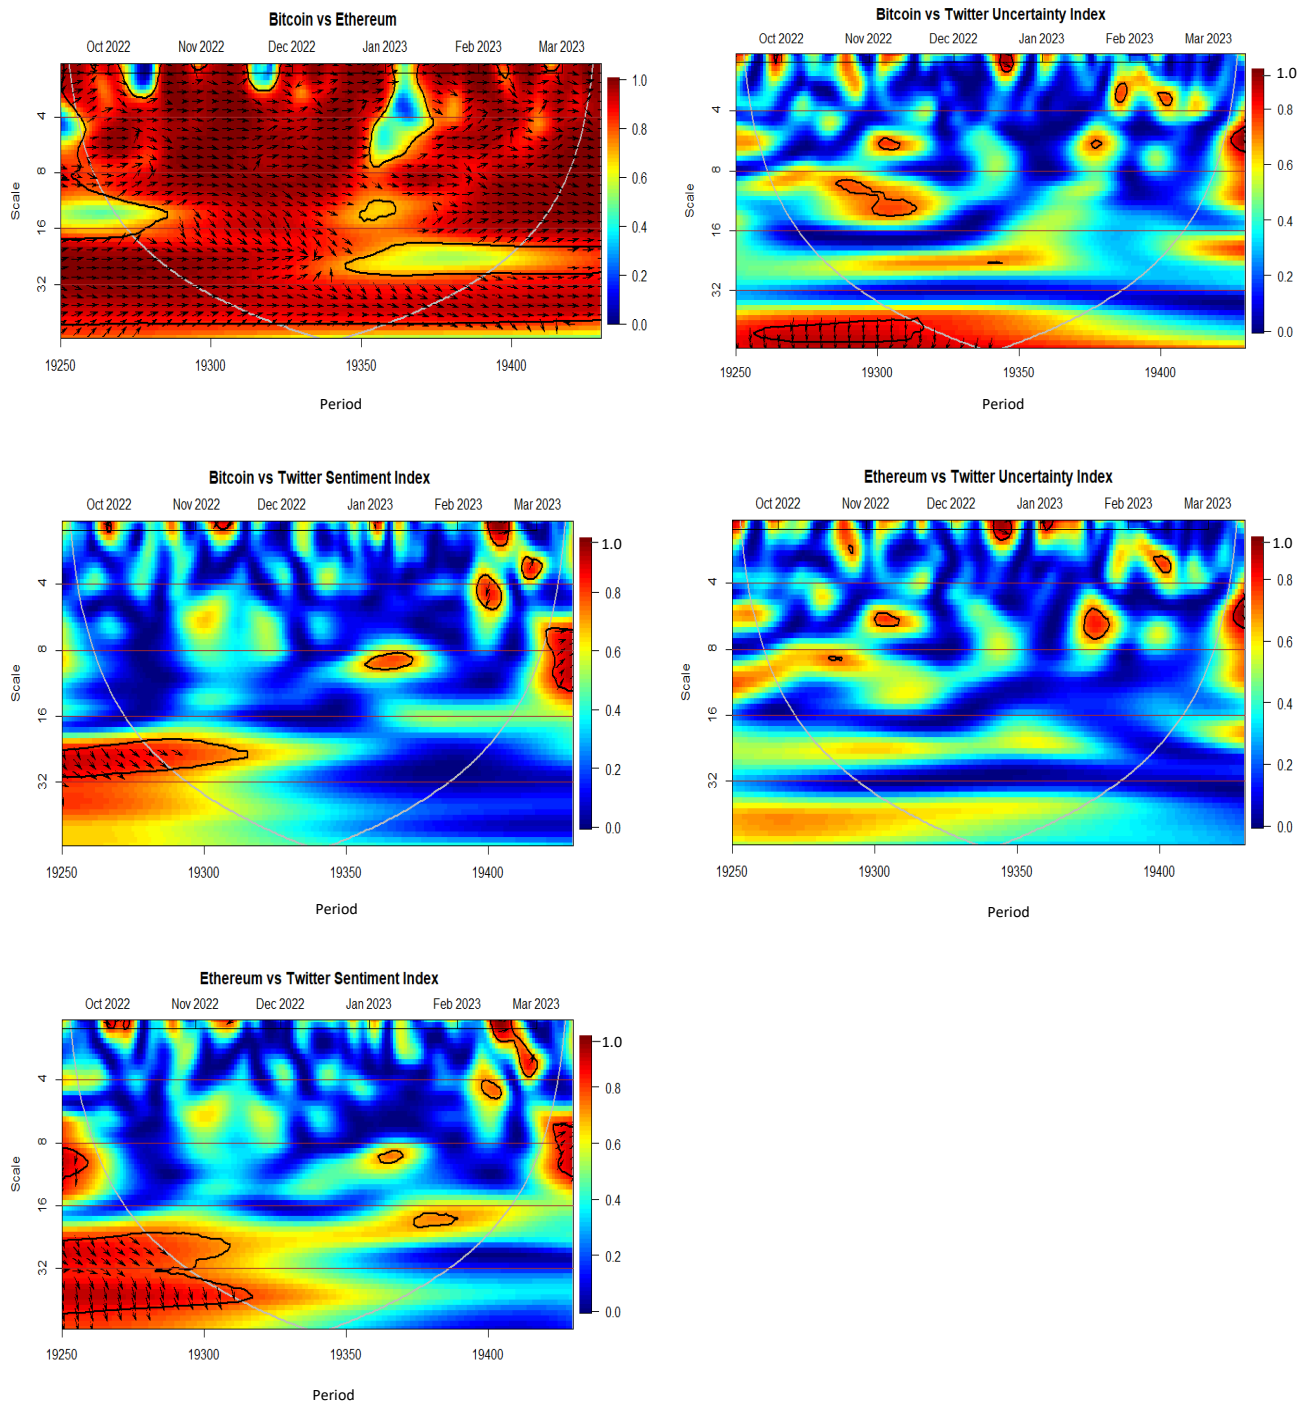 Bitcoin vs Ethereum
Oct 2022 Nov 2022 Dec 2022 Jan 2023 Feb 2023 Mar 2023
Scale
4
8
16
32
19250 19300 19350 19400
Period
1.0
0.8
0.6
0.4
0.2
0.0
Bitcoin vs Twitter Uncertainty Index
Oct 2022 Nov 2022 Dec 2022 Jan 2023 Feb 2023 Mar 2023
Scale
4
8
16
32
19250 19300 19350 19400
Period
1.0
0.8
0.6
0.4
0.2
0.0
Bitcoin vs Twitter Sentiment Index
Oct 2022 Nov 2022 Dec 2022 Jan 2023 Feb 2023 Mar 2023
Scale
4
8
16
32
19250 19300 19350 19400
Period
1.0
0.8
0.6
0.4
0.2
0.0
Ethereum vs Twitter Uncertainty Index
Oct 2022 Nov 2022 Dec 2022 Jan 2023 Feb 2023 Mar 2023
Scale
4
8
16
32
19250 19300 19350 19400
Period
1.0
0.8
0.6
0.4
0.2
0.0
Ethereum vs Twitter Sentiment Index
Oct 2022 Nov 2022 Dec 2022 Jan 2023 Feb 2023 Mar 2023
Scale
4
8
16
32
19250 19300 19350 19400
Period
1.0
0.8
0.6
0.4
0.2
0.0